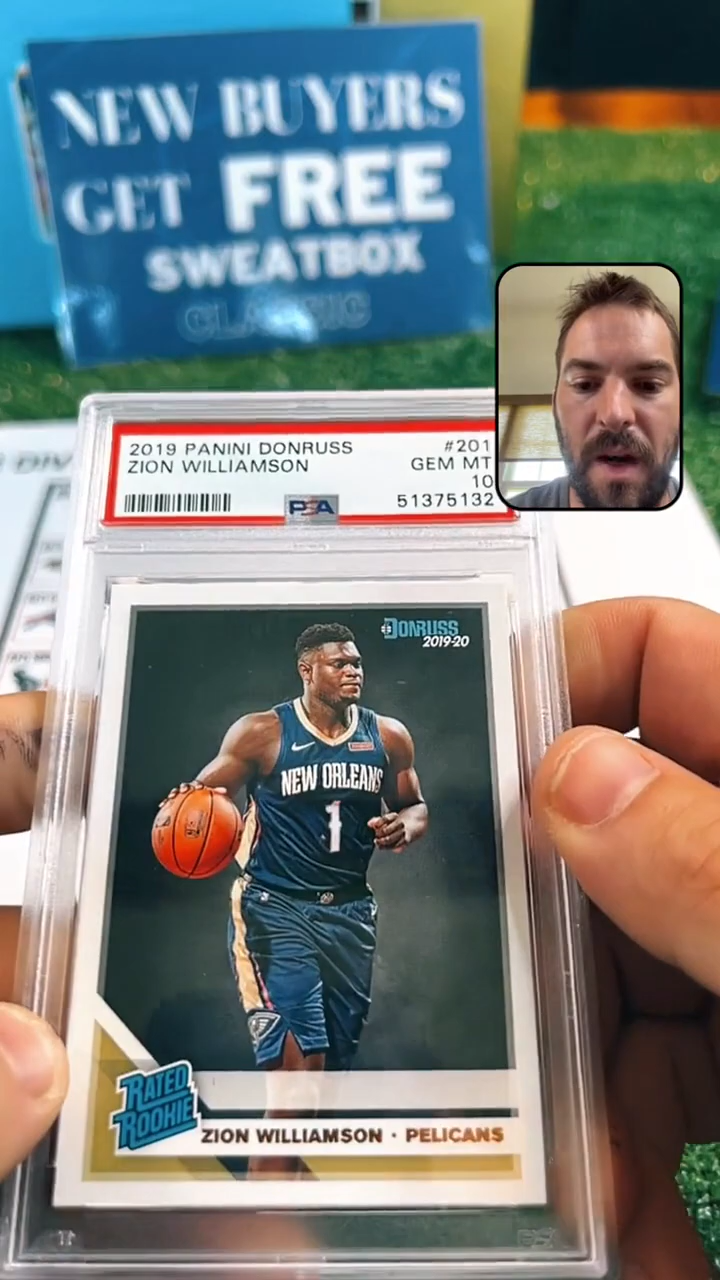 NEW BUYERS
GET FREE
SWEATBOX
CLASSIC
2019 PANINI DONRUSS #201
ZION WILLIAMSON GEM MT
10
PSA 51375132
DONRUSS
2019-20
NEW ORLEANS
1
RATED
ROOKIE
ZION WILLIAMSON · PELICANS